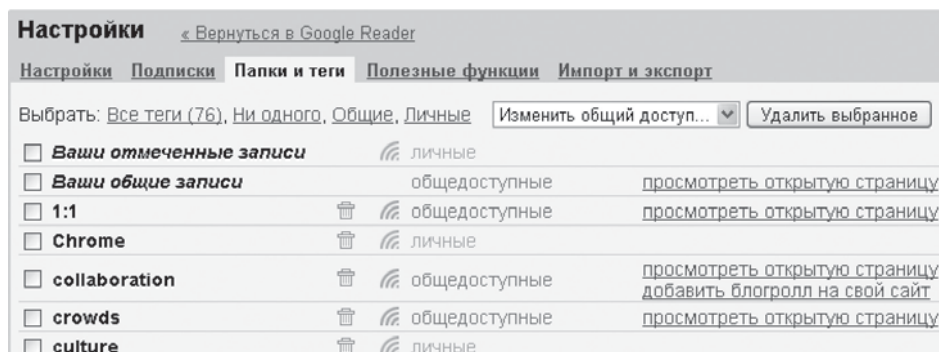 Настройки « Вернуться в Google Reader
Настройки Подписки Папки и теги Полезные функции Импорт и экспорт
Выбрать: Все теги (76), Ни одного, Общие, Личные Изменить общий доступ... Удалить выбранное
Ваши отмеченные записи личные
Ваши общие записи общедоступные просмотреть открытую страницу
1:1 общедоступные просмотреть открытую страницу
Chrome личные
collaboration общедоступные просмотреть открытую страницу
добавить блогролл на свой сайт
crowds общедоступные просмотреть открытую страницу
culture личные